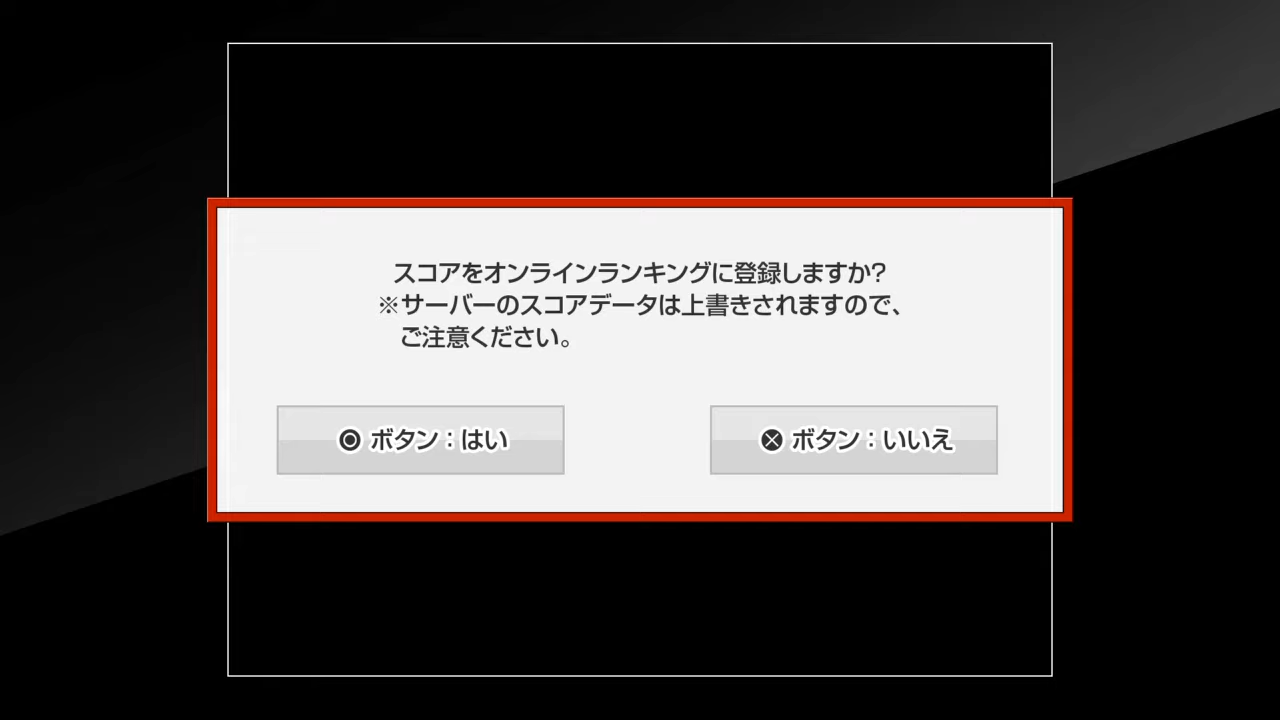 スコアをオンラインランキングに登録しますか?
※サーバーのスコアデータは上書きされますので、
ご注意ください。
◎ボタン：はい
⊗ボタン：いいえ